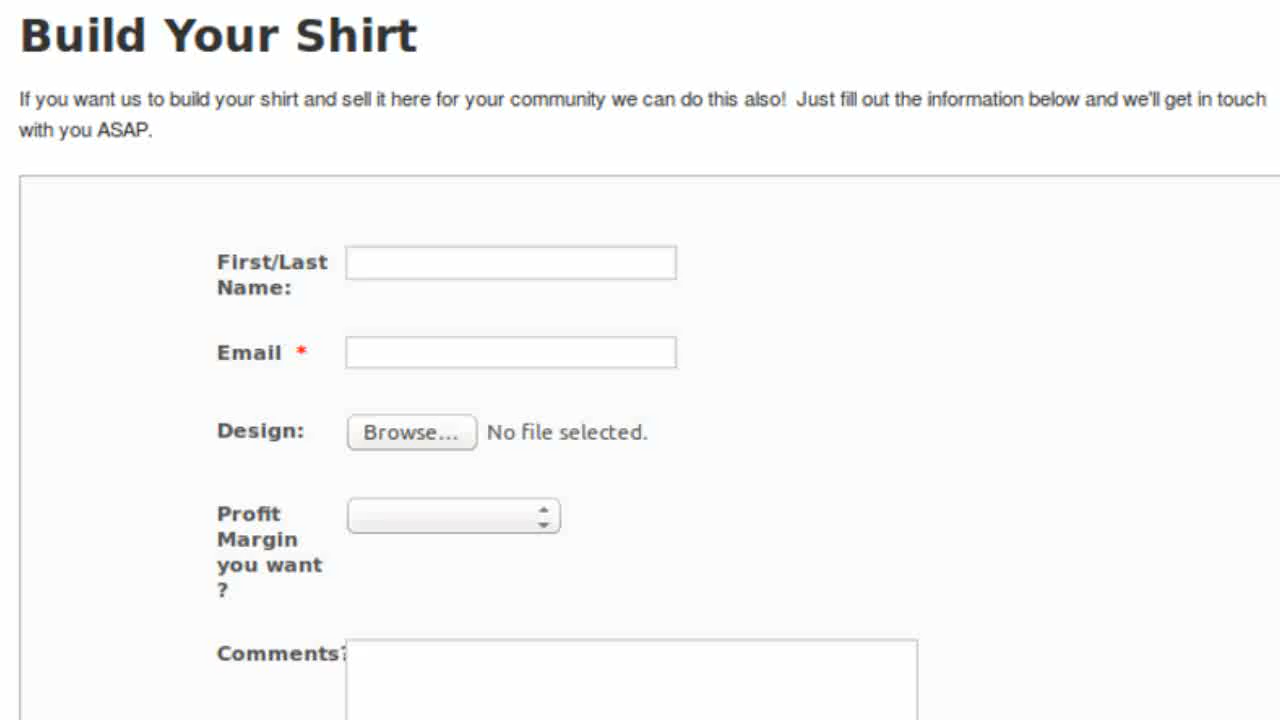 Build Your Shirt
If you want us to build your shirt and sell it here for your community we can do this also!  Just fill out the information below and we'll get in touch
with you ASAP.
First/Last
Name:
Email *
Design: Browse... No file selected.
Profit
Margin
you want
?
Comments?